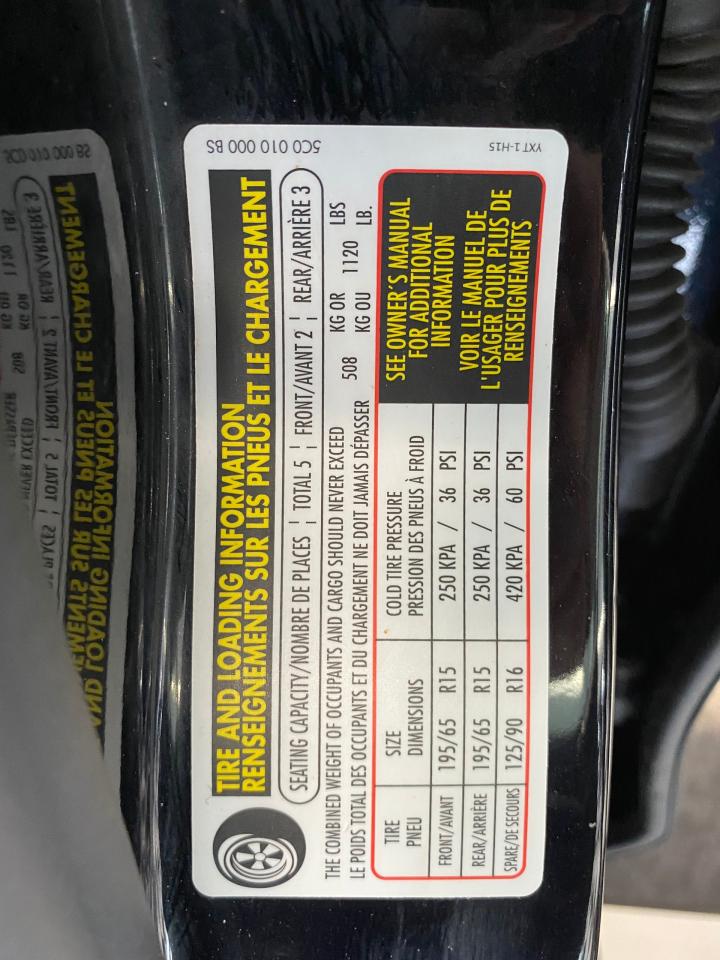 5C0 010 000 BS
YXT 1-H15
TIRE AND LOADING INFORMATION
RENSEIGNEMENTS SUR LES PNEUS ET LE CHARGEMENT
SEATING CAPACITY/NOMBRE DE PLACES ¦ TOTAL 5 ¦ FRONT/AVANT 2 ¦ REAR/ARRIÈRE 3
THE COMBINED WEIGHT OF OCCUPANTS AND CARGO SHOULD NEVER EXCEED 508 KG OR 1120 LBS
LE POIDS TOTAL DES OCCUPANTS ET DU CHARGEMENT NE DOIT JAMAIS DÉPASSER KG OU LB.
TIRE SIZE COLD TIRE PRESSURE
PNEU DIMENSIONS PRESSION DES PNEUS À FROID
FRONT/AVANT 195/65 R15 250 KPA / 36 PSI
REAR/ARRIÈRE 195/65 R15 250 KPA / 36 PSI
SPARE/DE SECOURS 125/90 R16 420 KPA / 60 PSI
SEE OWNER'S MANUAL
FOR ADDITIONAL
INFORMATION
VOIR LE MANUEL DE
L'USAGER POUR PLUS DE
RENSEIGNEMENTS